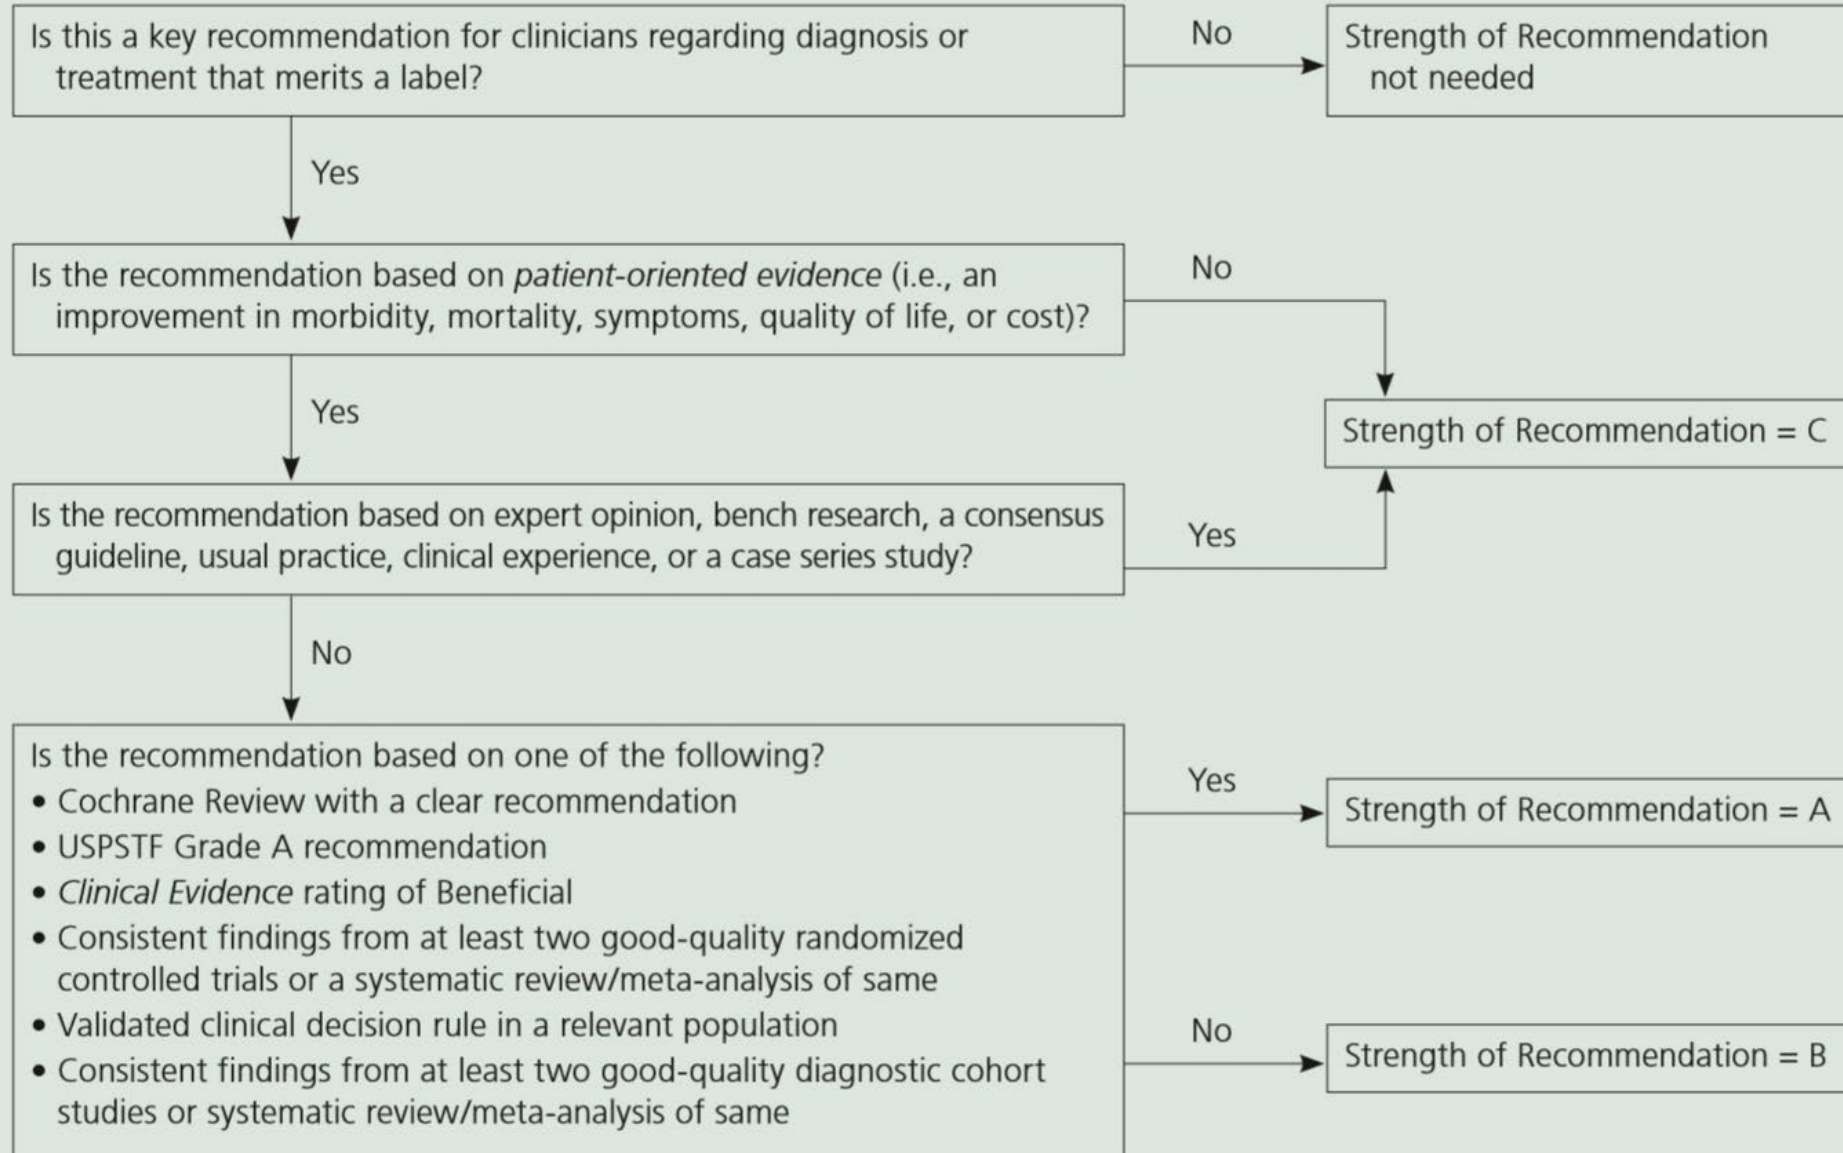 Is this a key recommendation for clinicians regarding diagnosis or
treatment that merits a label?
No
Strength of Recommendation
not needed
Yes
Is the recommendation based on patient-oriented evidence (i.e., an
improvement in morbidity, mortality, symptoms, quality of life, or cost)?
No
Yes
Strength of Recommendation = C
Is the recommendation based on expert opinion, bench research, a consensus
guideline, usual practice, clinical experience, or a case series study?
Yes
No
Is the recommendation based on one of the following?
• Cochrane Review with a clear recommendation
• USPSTF Grade A recommendation
• Clinical Evidence rating of Beneficial
• Consistent findings from at least two good-quality randomized
controlled trials or a systematic review/meta-analysis of same
• Validated clinical decision rule in a relevant population
• Consistent findings from at least two good-quality diagnostic cohort
studies or systematic review/meta-analysis of same
Yes
Strength of Recommendation = A
No
Strength of Recommendation = B